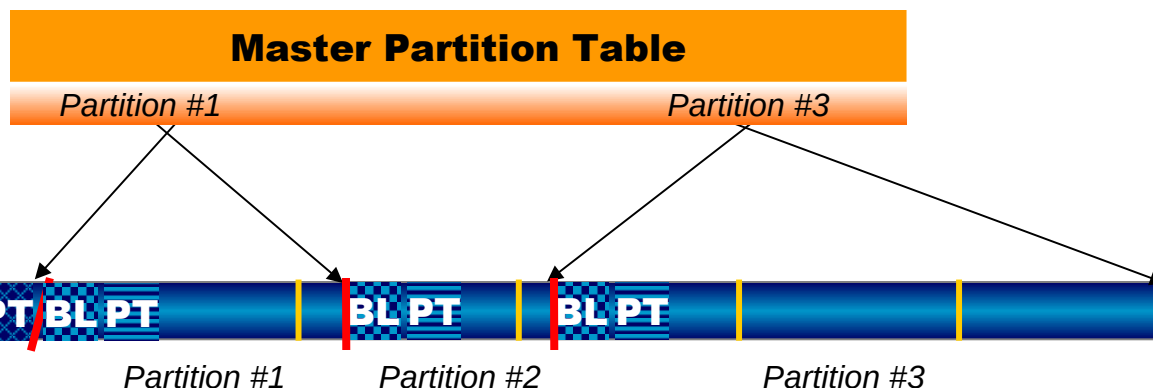 Master Partition Table
Partition #1 Partition #3
PT BL PT BL PT BL PT
Partition #1 Partition #2 Partition #3